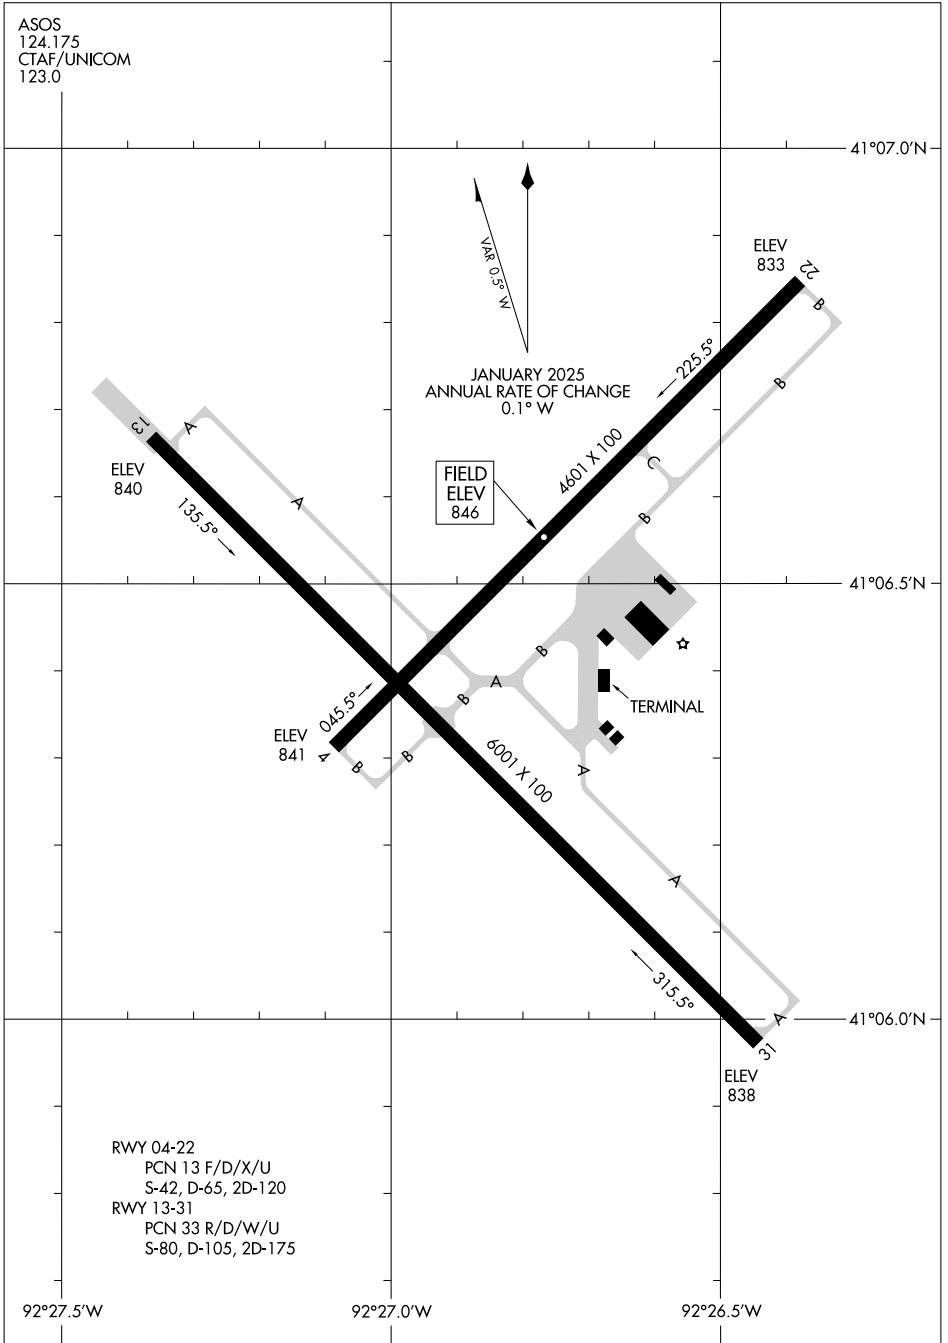 ASOS
124.175
CTAF/UNICOM
123.0
41°07.0'N
VAR 0.5° W
JANUARY 2025
ANNUAL RATE OF CHANGE
0.1° W
ELEV
833
22
B
B
225.5°
4601 X 100
C
B
FIELD
ELEV
846
13
A
A
ELEV
840
135.5°
41°06.5'N
B
A
B
TERMINAL
045.5°
ELEV
841
4
B
B
6001 X 100
A
A
315.5°
A
41°06.0'N
31
ELEV
838
RWY 04-22
PCN 13 F/D/X/U
S-42, D-65, 2D-120
RWY 13-31
PCN 33 R/D/W/U
S-80, D-105, 2D-175
92°27.5'W
92°27.0'W
92°26.5'W